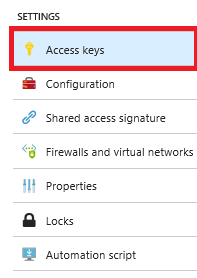 SETTINGS
Access keys
Configuration
Shared access signature
Firewalls and virtual networks
Properties
Locks
Automation script